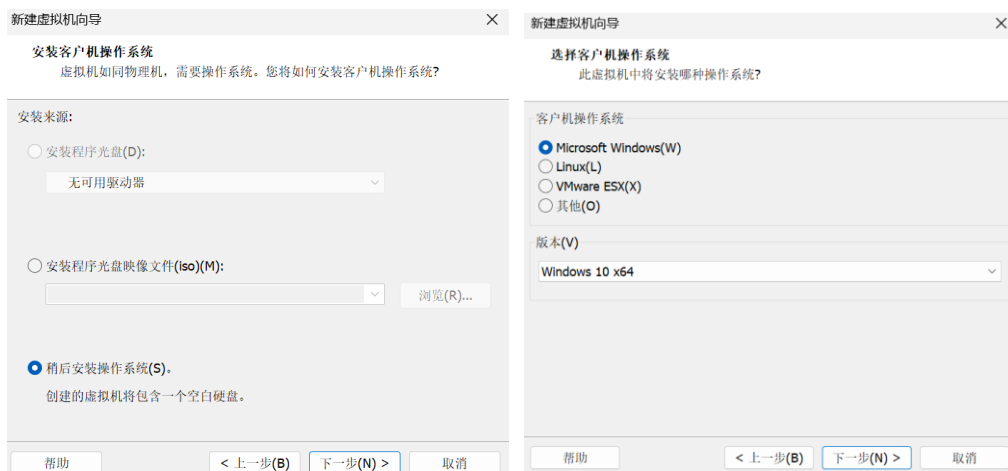 新建虚拟机向导
安装客户机操作系统
虚拟机如同物理机，需要操作系统。您将如何安装客户机操作系统?
安装来源:
安装程序光盘(D):
无可用驱动器
安装程序光盘映像文件(iso)(M):
浏览(R)...
稍后安装操作系统(S)。
创建的虚拟机将包含一个空白硬盘。
帮助
< 上一步(B)
下一步(N) >
取消
新建虚拟机向导
选择客户机操作系统
此虚拟机中将安装哪种操作系统?
客户机操作系统
Microsoft Windows(W)
Linux(L)
VMware ESX(X)
其他(O)
版本(V)
Windows 10 x64
帮助
< 上一步(B)
下一步(N) >
取消